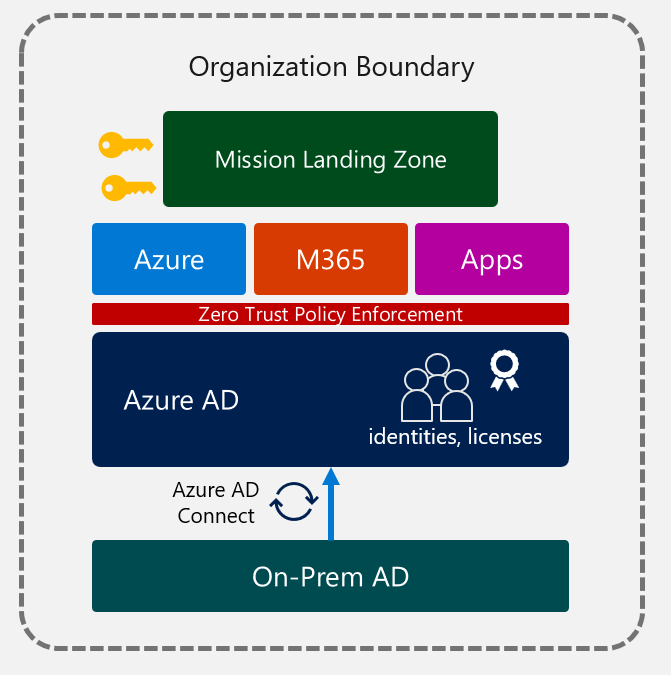 Organization Boundary
Mission Landing Zone
Azure
M365
Apps
Zero Trust Policy Enforcement
Azure AD
identities, licenses
Azure AD
Connect
On-Prem AD